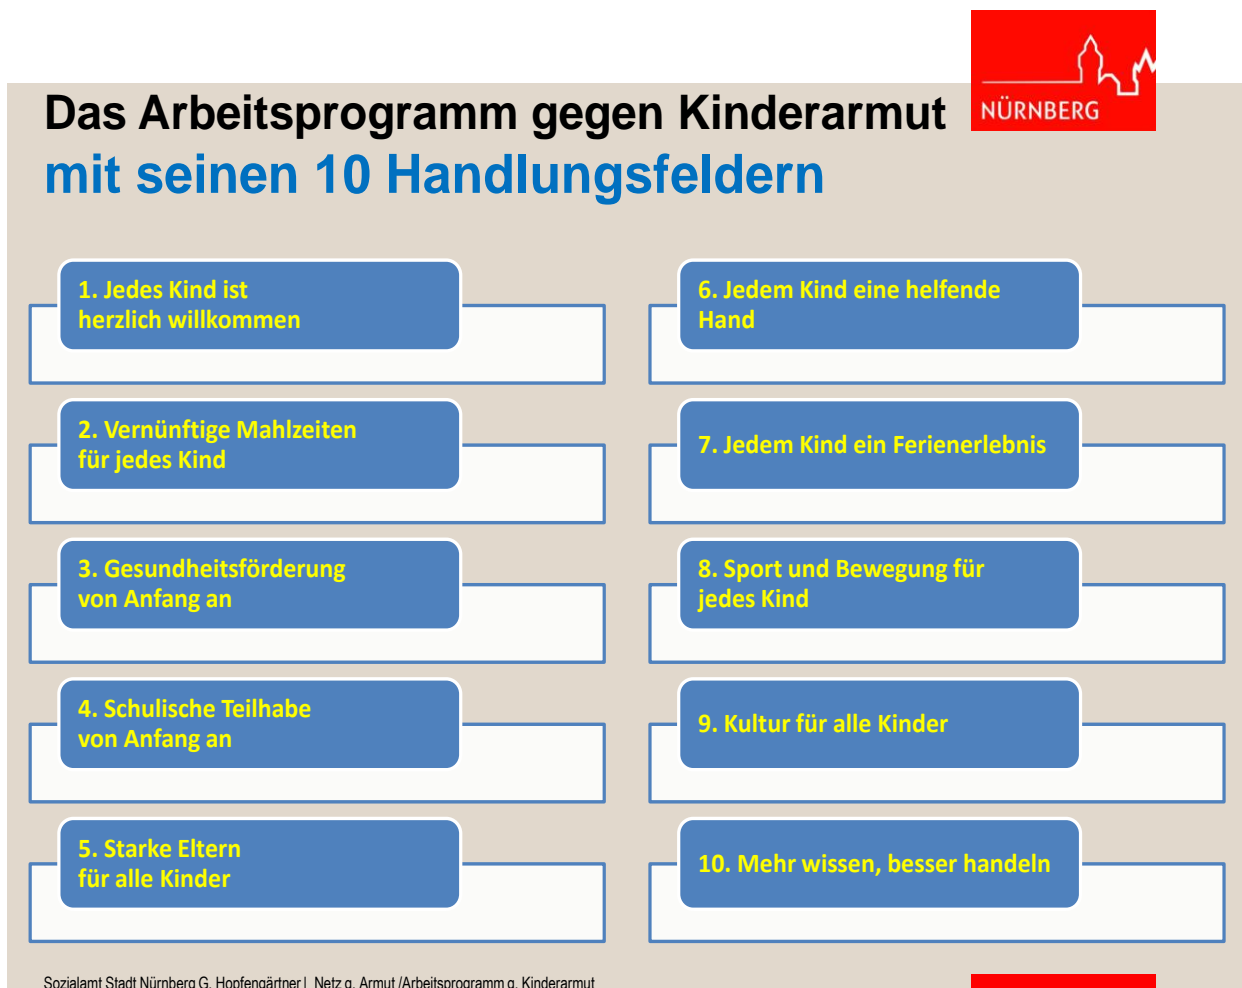 NÜRNBERG
Das Arbeitsprogramm gegen Kinderarmut
mit seinen 10 Handlungsfeldern
1. Jedes Kind ist
herzlich willkommen
2. Vernünftige Mahlzeiten
für jedes Kind
3. Gesundheitsförderung
von Anfang an
4. Schulische Teilhabe
von Anfang an
5. Starke Eltern
für alle Kinder
6. Jedem Kind eine helfende
Hand
7. Jedem Kind ein Ferienerlebnis
8. Sport und Bewegung für
jedes Kind
9. Kultur für alle Kinder
10. Mehr wissen, besser handeln
Sozialamt Stadt Nürnberg G. Hopfengärtner | Netz g. Armut /Arbeitsprogramm g. Kinderarmut